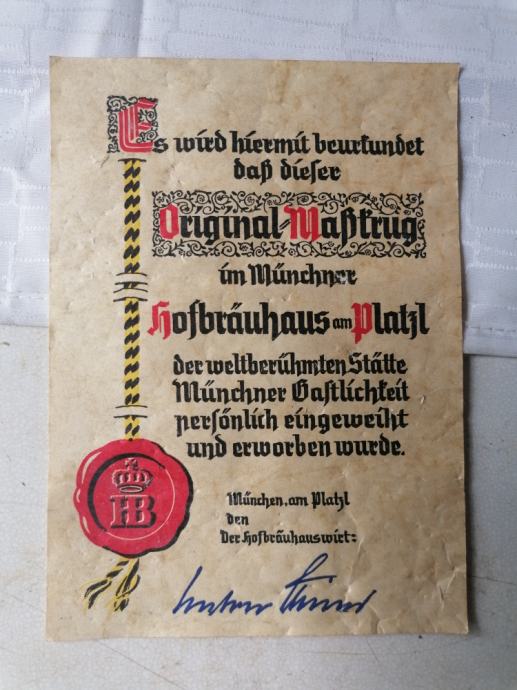 Es wird hiermit beurkundet
daß dieser
Original-Maßkrug
im Münchner
Hofbräuhaus am Platzl
der weltberühmten Stätte
Münchner Gastlichkeit
persönlich eingeweiht
und erworben wurde.
HB
München, am Platzl
den
Der Hofbräuhauswirt: